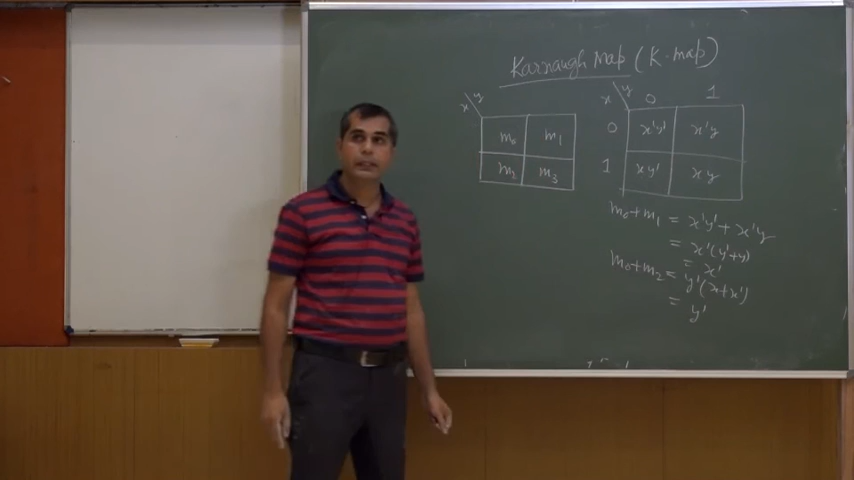 Karnaugh Map (K-map)
x y
m₀ m₁
m₂ m₃
x y 0 1
0 x'y' x'y
1 xy' xy
m₀+m₁ = x'y' + x'y
= x'(y'+y)
= x'
m₀+m₂ = y'(x+x')
= y'